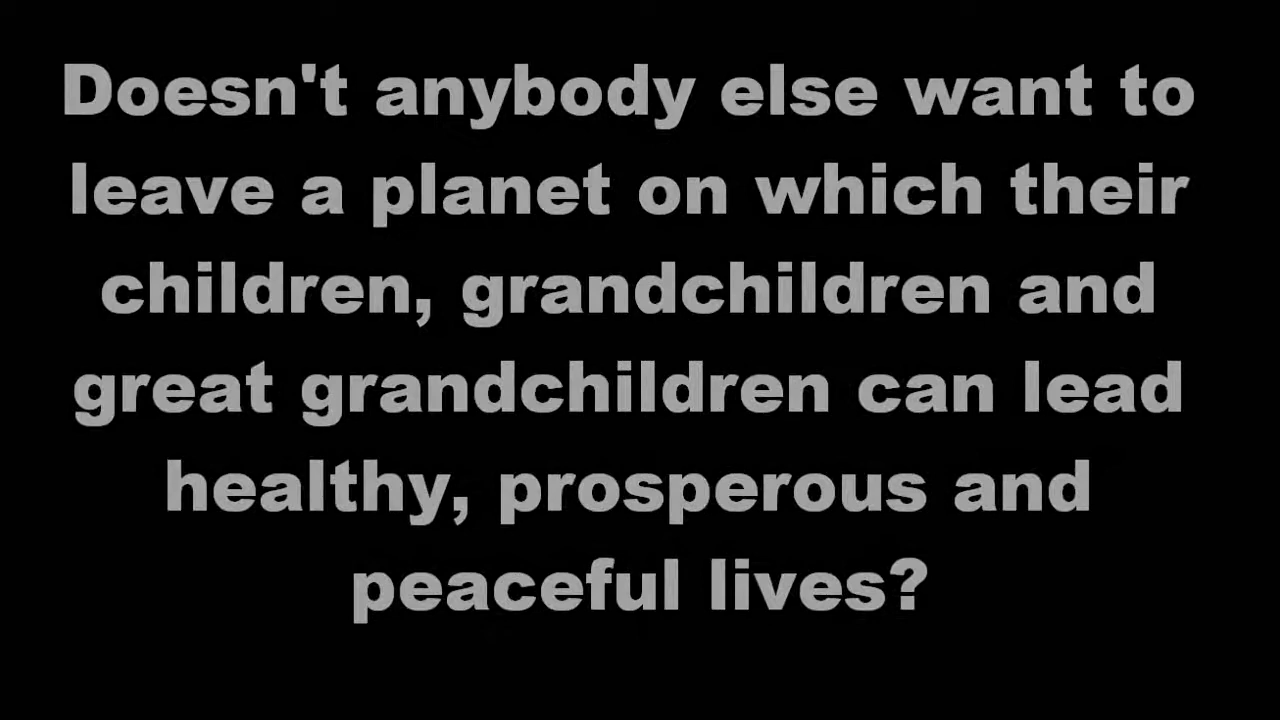 Doesn't anybody else want to
leave a planet on which their
children, grandchildren and
great grandchildren can lead
healthy, prosperous and
peaceful lives?